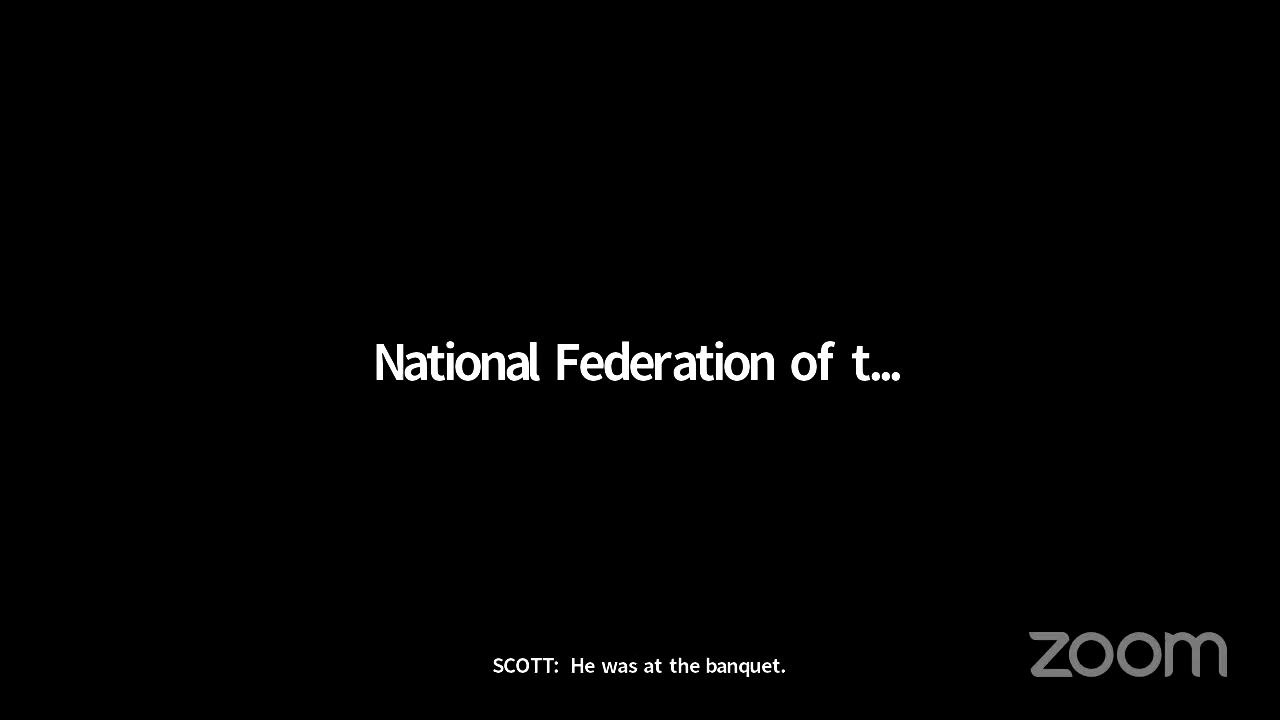 National Federation of t...
SCOTT:  He was at the banquet.
zoom